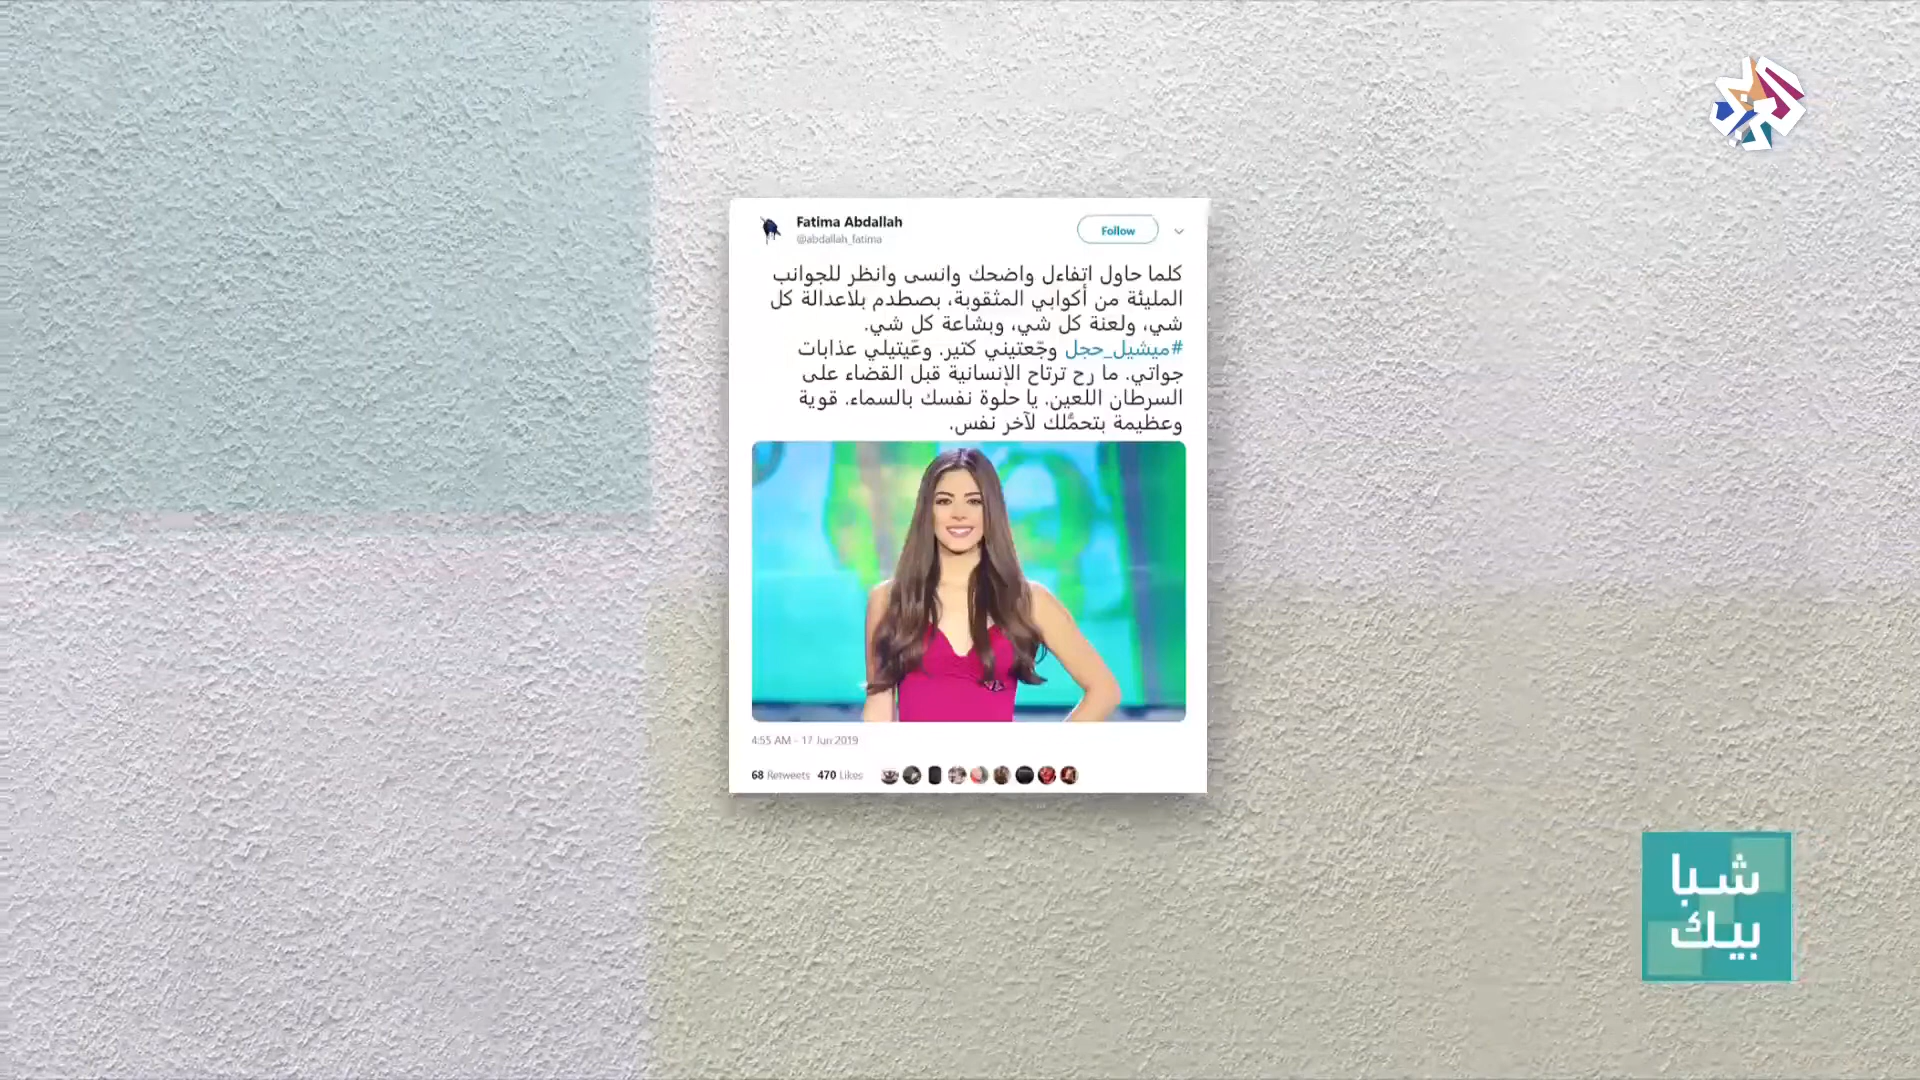 Fatima Abdallah
@abdallah_fatima
Follow
كلما حاول اتفاءل واضحك وانسى وانظر للجوانب
المليئة من أكوابي المثقوبة، بصطدم بلاعدالة كل
شي، ولعنة كل شي، وبشاعة كل شي.
#ميشيل_حجل وجّعتيني كتير. وعّيتيلي عذابات
جواتي. ما رح ترتاح الإنسانية قبل القضاء على
السرطان اللعين. يا حلوة نفسك بالسماء. قوية
وعظيمة بتحمُّلك لآخر نفس.
4:55 AM - 17 Jun 2019
68 Retweets 470 Likes
شبا
بيك